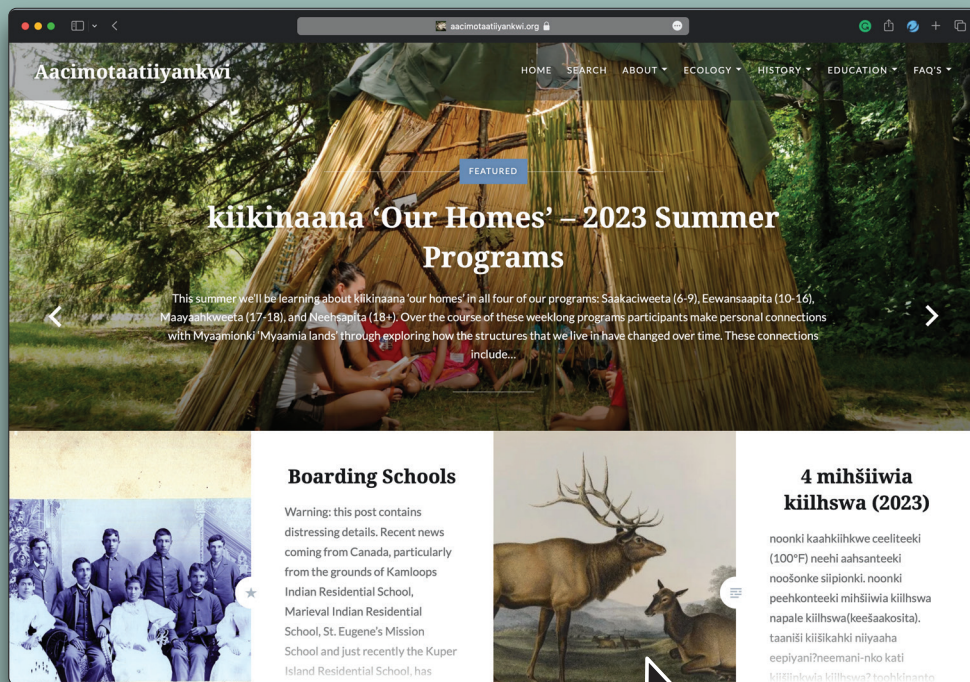 aacimotaatiiyankwi.org
Aacimotaatiiyankwi
HOME SEARCH ABOUT ECOLOGY HISTORY EDUCATION FAQ'S
FEATURED
kiikinaana ‘Our Homes’ – 2023 Summer
Programs
This summer we’ll be learning about kiikinaana ‘our homes’ in all four of our programs: Saakaciweeta (6-9), Eewansaapita (10-16),
Maayaahkweeta (17-18), and Neehsapita (18+). Over the course of these weeklong programs participants make personal connections
with Myaamionki ‘Myaamia lands’ through exploring how the structures that we live in have changed over time. These connections
include…
Boarding Schools
Warning: this post contains
distressing details. Recent news
coming from Canada, particularly
from the grounds of Kamloops
Indian Residential School,
Marieval Indian Residential
School, St. Eugene’s Mission
School and just recently the Kuper
Island Residential School, has
4 mihšiiwia
kiilhswa (2023)
noonki kaahkiihkwe ceeliteeki
(100°F) neehi aahsanteeki
noošonke siipionki. noonki
peehkonteeki mihšiiwia kiilhswa
napale kiilhswa(keešaakosita).
taaniši kiišikahki niiyaaha
eepiyani?neemani-nko kati
kiišiinkwia kiilhswa? toohkinanto